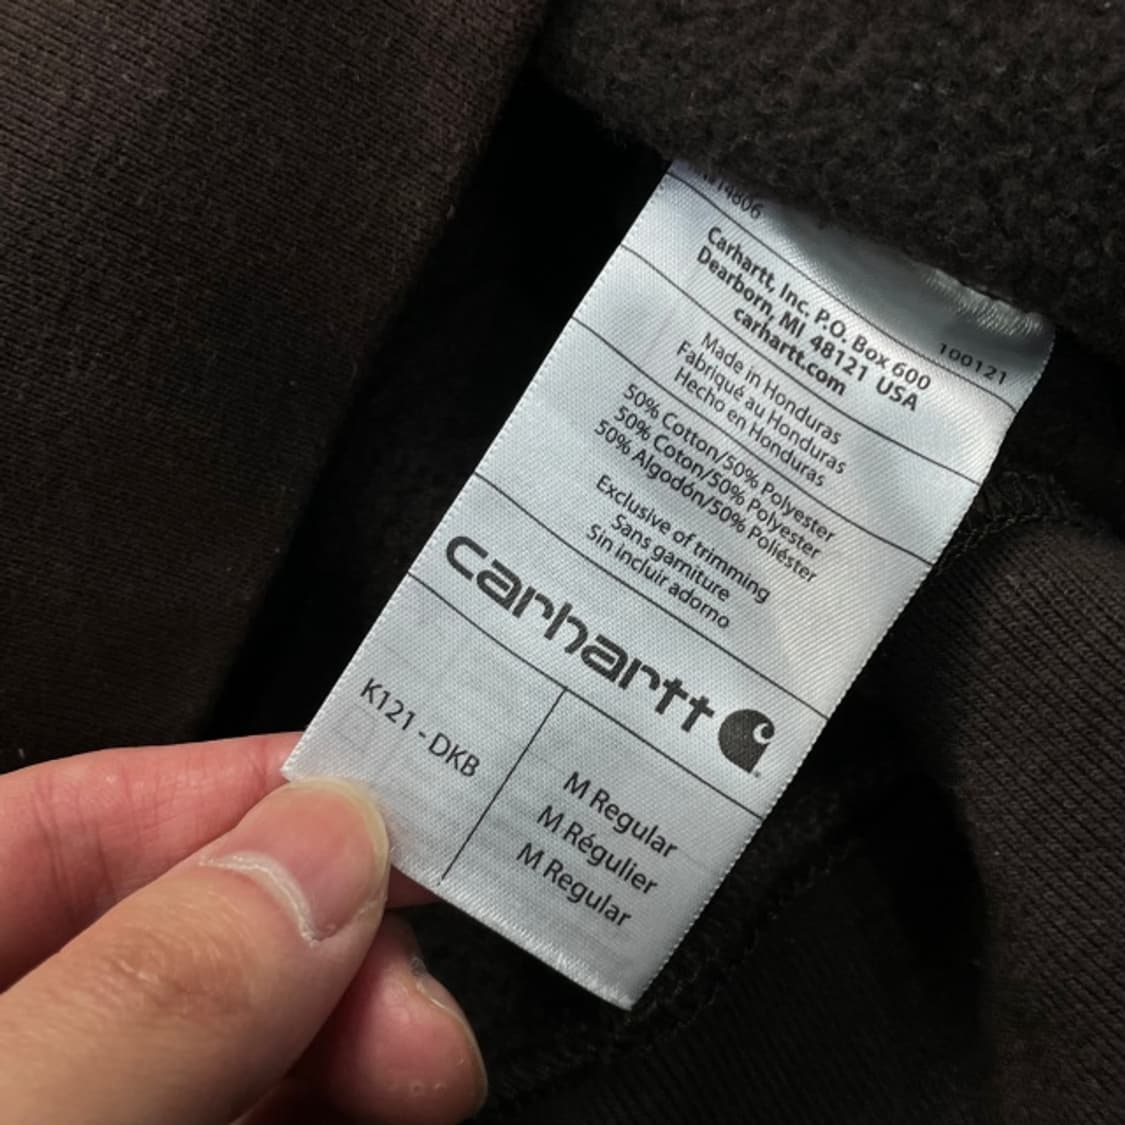 14806
100121
Carhartt, Inc. P.O. Box 600
Dearborn, MI 48121 USA
carhartt.com
Made in Honduras
Fabriqué au Honduras
Hecho en Honduras
50% Cotton/50% Polyester
50% Coton/50% Polyester
50% Algodón/50% Poliéster
Exclusive of trimming
Sans garniture
Sin incluir adorno
carhartt
K121 - DKB
M Regular
M Régulier
M Regular